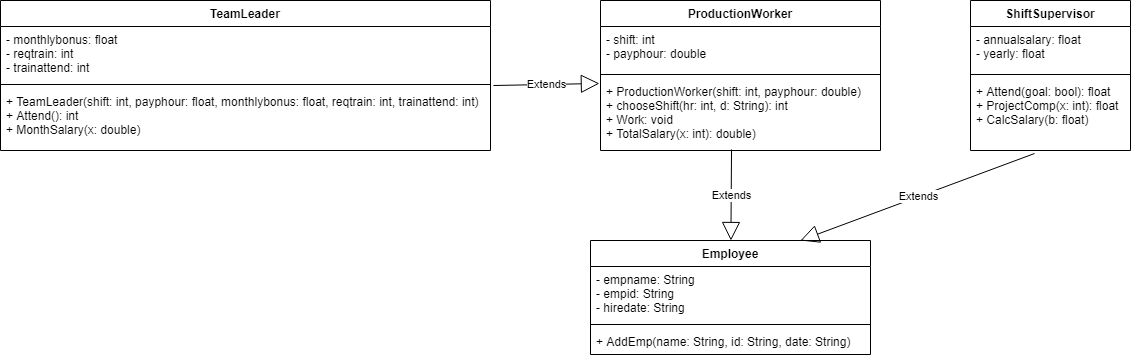 TeamLeader
- monthlybonus: float
- reqtrain: int
- trainattend: int
+ TeamLeader(shift: int, payphour: float, monthlybonus: float, reqtrain: int, trainattend: int)
+ Attend(): int
+ MonthSalary(x: double)
Extends
ProductionWorker
- shift: int
- payphour: double
+ ProductionWorker(shift: int, payphour: double)
+ chooseShift(hr: int, d: String): int
+ Work: void
+ TotalSalary(x: int): double)
ShiftSupervisor
- annualsalary: float
- yearly: float
+ Attend(goal: bool): float
+ ProjectComp(x: int): float
+ CalcSalary(b: float)
Extends
Extends
Employee
- empname: String
- empid: String
- hiredate: String
+ AddEmp(name: String, id: String, date: String)